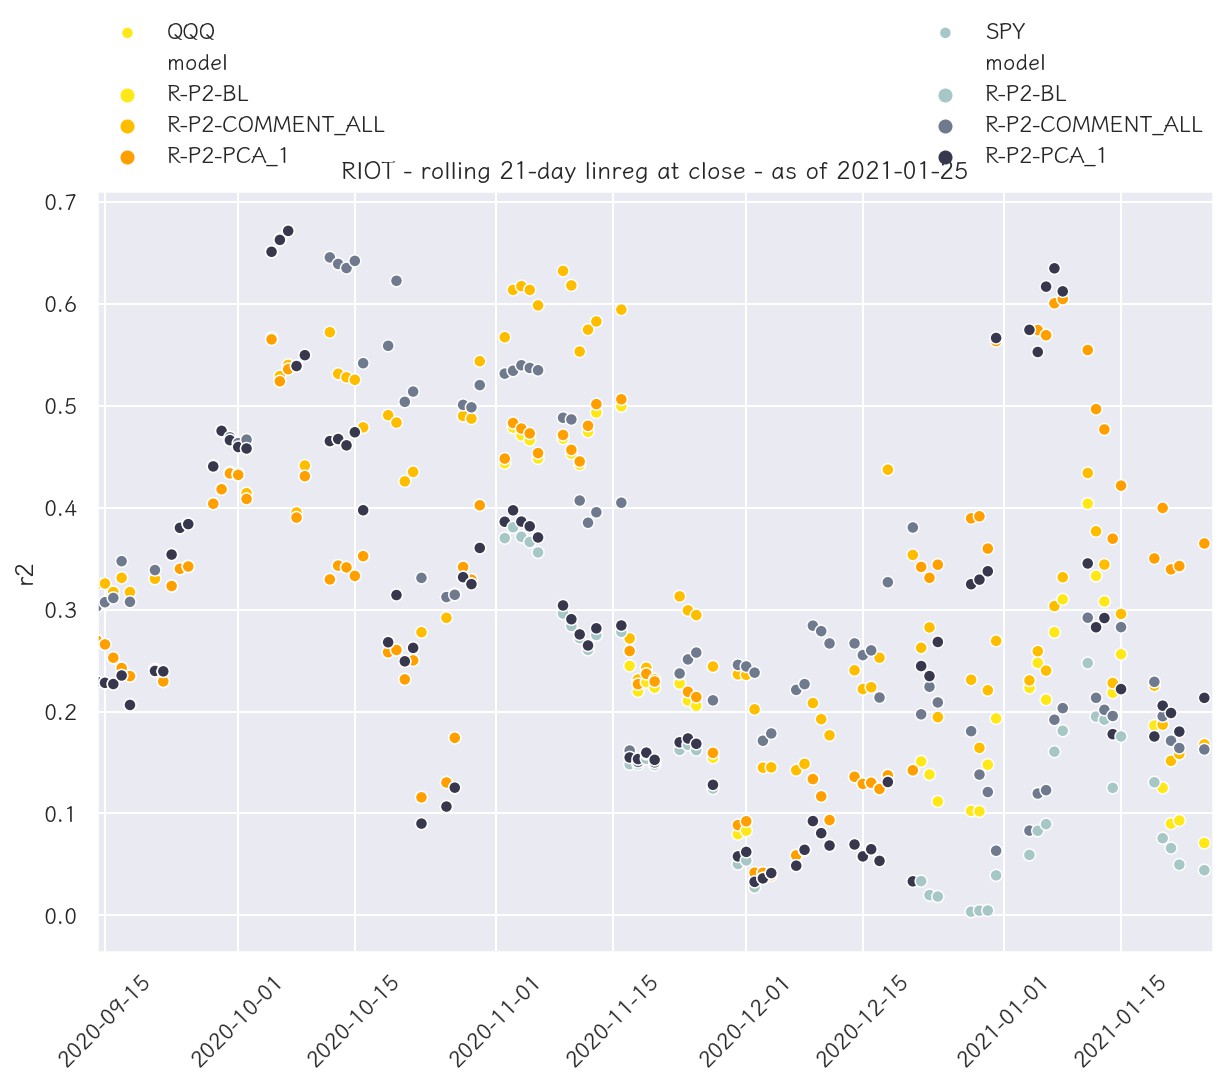 QQQ
model
R-P2-BL
R-P2-COMMENT_ALL
R-P2-PCA_1
SPY
model
R-P2-BL
R-P2-COMMENT_ALL
R-P2-PCA_1
RIOT - rolling 21-day linreg at close - as of 2021-01-25
0.7
0.6
0.5
0.4
0.3
0.2
0.1
0.0
r2
2020-09-15
2020-10-01
2020-10-15
2020-11-01
2020-11-15
2020-12-01
2020-12-15
2021-01-01
2021-01-15